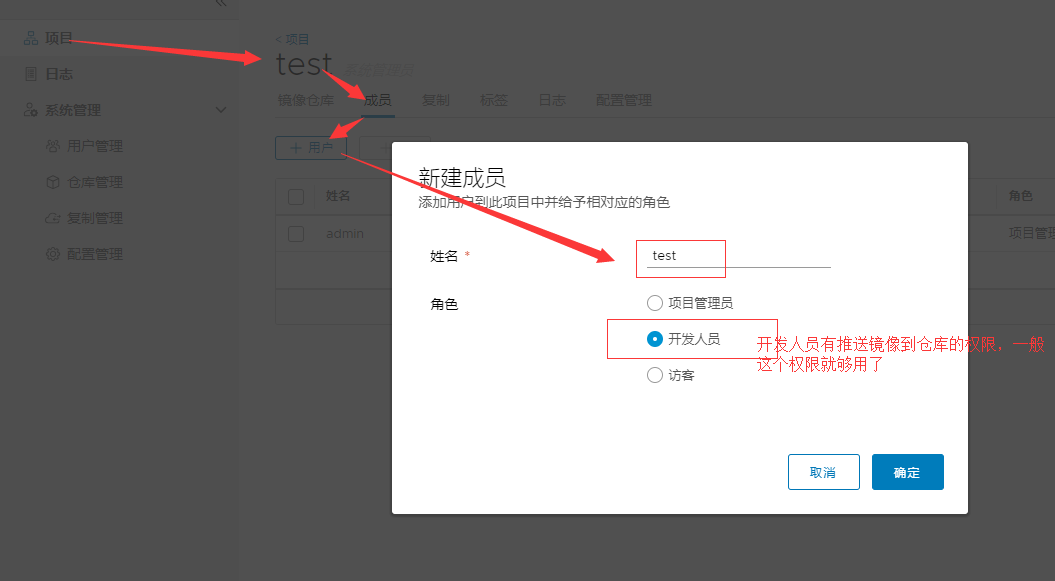 项目
日志
系统管理
用户管理
仓库管理
复制管理
配置管理
< 项目
test 系统管理员
镜像仓库 成员 复制 标签 日志 配置管理
+ 用户
姓名 角色
admin
新建成员
添加用户到此项目中并给予相对应的角色
姓名 *
test
角色
项目管理员
开发人员
访客
开发人员有推送镜像到仓库的权限，一般
这个权限就够用了
取消 确定